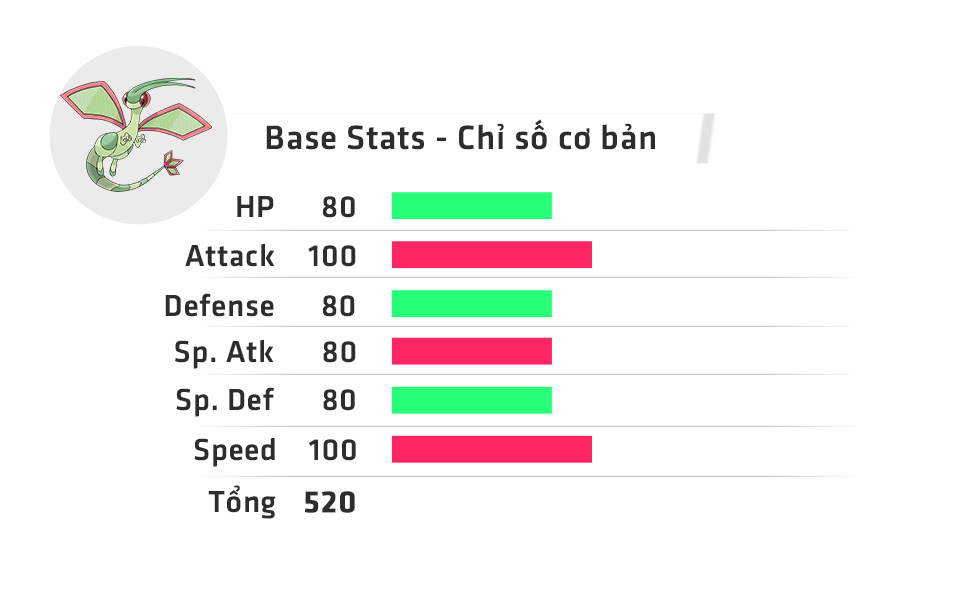 Base Stats - Chỉ số cơ bản
HP 80
Attack 100
Defense 80
Sp. Atk 80
Sp. Def 80
Speed 100
Tổng 520